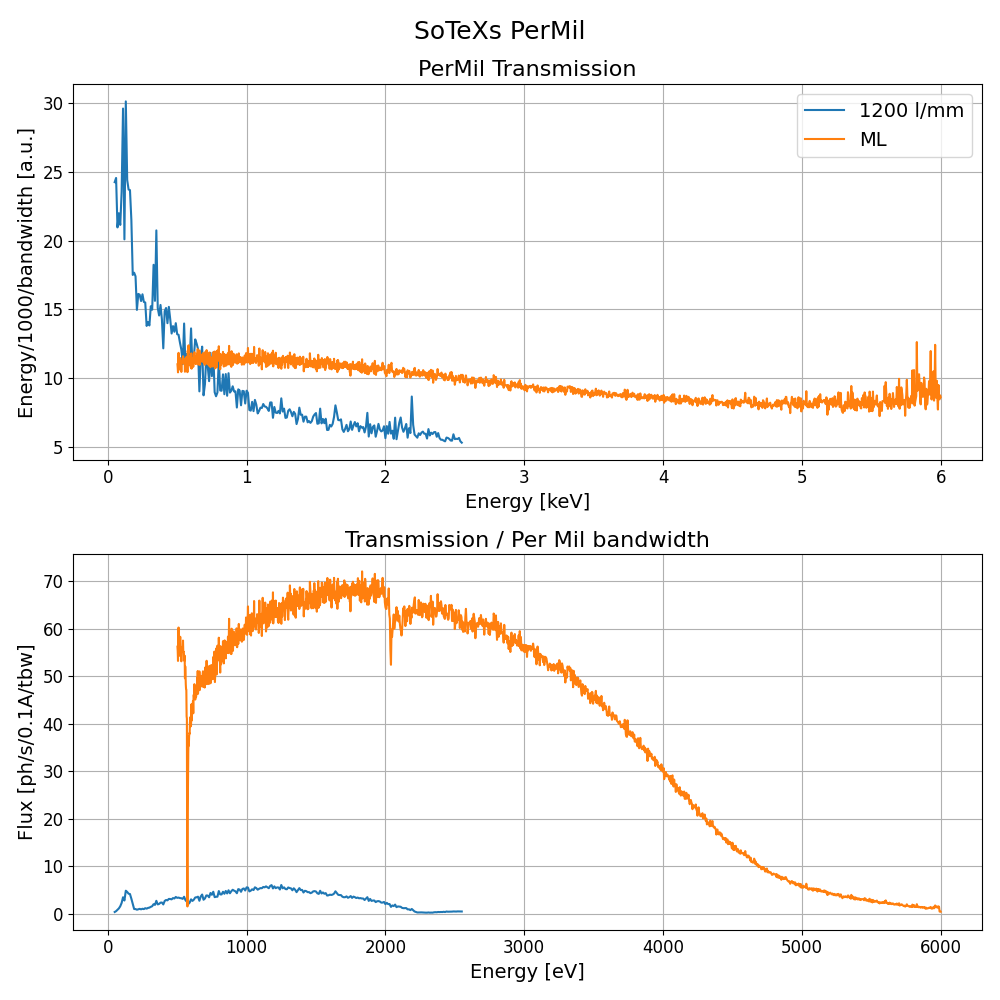 SoTeXs PerMil
PerMil Transmission
Energy/1000/bandwidth [a.u.]
30
25
20
15
10
5
1200 l/mm
ML
0 1 2 3 4 5 6
Energy [keV]
Transmission / Per Mil bandwidth
Flux [ph/s/0.1A/tbw]
70
60
50
40
30
20
10
0
0 1000 2000 3000 4000 5000 6000
Energy [eV]